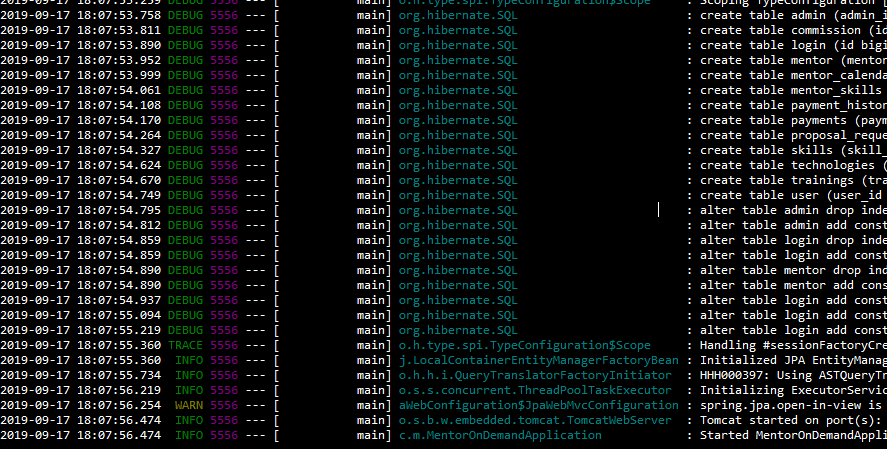 2019-09-17 18:07:53.239 DEBUG 5556 --- [ main] o.h.type.spi.TypeConfiguration$Scope : Scoping TypeConfiguration [
2019-09-17 18:07:53.758 DEBUG 5556 --- [ main] org.hibernate.SQL : create table admin (admin_i
2019-09-17 18:07:53.811 DEBUG 5556 --- [ main] org.hibernate.SQL : create table commission (id
2019-09-17 18:07:53.890 DEBUG 5556 --- [ main] org.hibernate.SQL : create table login (id bigi
2019-09-17 18:07:53.952 DEBUG 5556 --- [ main] org.hibernate.SQL : create table mentor (mentor
2019-09-17 18:07:53.999 DEBUG 5556 --- [ main] org.hibernate.SQL : create table mentor_calenda
2019-09-17 18:07:54.061 DEBUG 5556 --- [ main] org.hibernate.SQL : create table mentor_skills
2019-09-17 18:07:54.108 DEBUG 5556 --- [ main] org.hibernate.SQL : create table payment_histor
2019-09-17 18:07:54.170 DEBUG 5556 --- [ main] org.hibernate.SQL : create table payments (paym
2019-09-17 18:07:54.264 DEBUG 5556 --- [ main] org.hibernate.SQL : create table proposal_reque
2019-09-17 18:07:54.327 DEBUG 5556 --- [ main] org.hibernate.SQL : create table skills (skill_
2019-09-17 18:07:54.624 DEBUG 5556 --- [ main] org.hibernate.SQL : create table technologies (
2019-09-17 18:07:54.670 DEBUG 5556 --- [ main] org.hibernate.SQL : create table trainings (tra
2019-09-17 18:07:54.749 DEBUG 5556 --- [ main] org.hibernate.SQL : create table user (user_id
2019-09-17 18:07:54.795 DEBUG 5556 --- [ main] org.hibernate.SQL : alter table admin drop inde
2019-09-17 18:07:54.812 DEBUG 5556 --- [ main] org.hibernate.SQL : alter table admin add const
2019-09-17 18:07:54.859 DEBUG 5556 --- [ main] org.hibernate.SQL : alter table login drop inde
2019-09-17 18:07:54.859 DEBUG 5556 --- [ main] org.hibernate.SQL : alter table login add const
2019-09-17 18:07:54.890 DEBUG 5556 --- [ main] org.hibernate.SQL : alter table mentor drop ind
2019-09-17 18:07:54.890 DEBUG 5556 --- [ main] org.hibernate.SQL : alter table mentor add cons
2019-09-17 18:07:54.937 DEBUG 5556 --- [ main] org.hibernate.SQL : alter table login add const
2019-09-17 18:07:55.094 DEBUG 5556 --- [ main] org.hibernate.SQL : alter table login add const
2019-09-17 18:07:55.219 DEBUG 5556 --- [ main] org.hibernate.SQL : alter table login add const
2019-09-17 18:07:55.360 TRACE 5556 --- [ main] o.h.type.spi.TypeConfiguration$Scope : Handling #sessionFactoryCre
2019-09-17 18:07:55.360 INFO 5556 --- [ main] j.LocalContainerEntityManagerFactoryBean : Initialized JPA EntityManag
2019-09-17 18:07:55.734 INFO 5556 --- [ main] o.h.h.i.QueryTranslatorFactoryInitiator : HHH000397: Using ASTQueryTr
2019-09-17 18:07:56.219 INFO 5556 --- [ main] o.s.s.concurrent.ThreadPoolTaskExecutor : Initializing ExecutorServic
2019-09-17 18:07:56.254 WARN 5556 --- [ main] aWebConfiguration$JpaWebMvcConfiguration : spring.jpa.open-in-view is
2019-09-17 18:07:56.474 INFO 5556 --- [ main] o.s.b.w.embedded.tomcat.TomcatWebServer : Tomcat started on port(s):
2019-09-17 18:07:56.474 INFO 5556 --- [ main] c.m.MentorOnDemandApplication : Started MentorOnDemandAppli